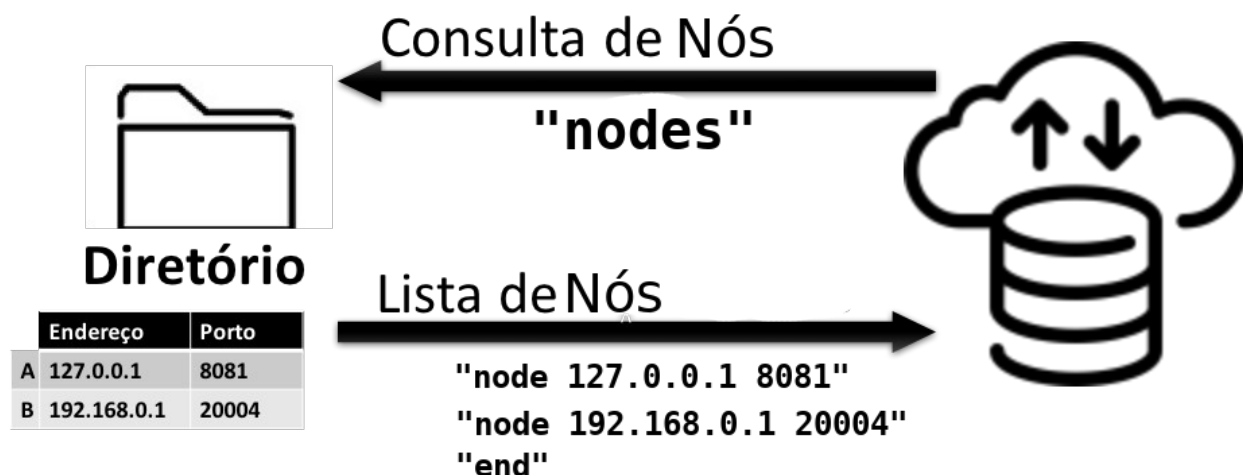 Consulta de Nós
"nodes"
Diretório
Lista de Nós
Endereço Porto
A 127.0.0.1 8081
B 192.168.0.1 20004
"node 127.0.0.1 8081"
"node 192.168.0.1 20004"
"end"